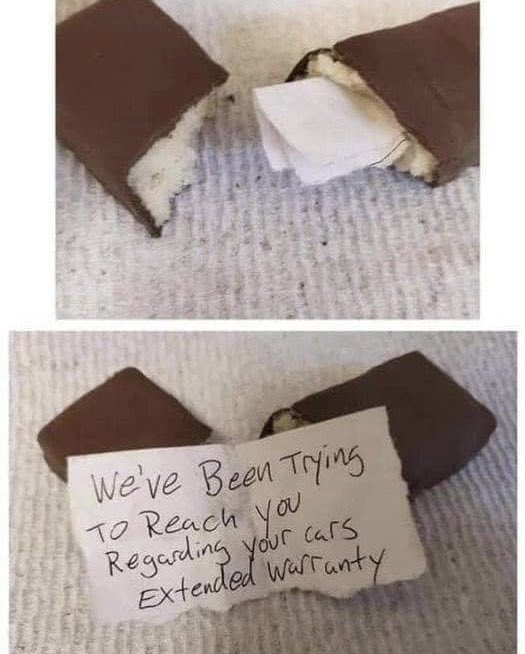 We've Been Trying
To Reach you
Regarding your cars
Extended Warranty